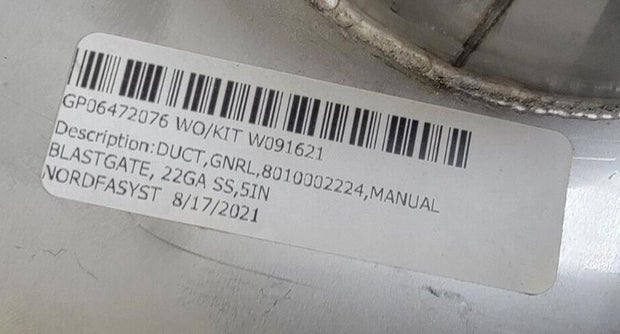 GP06472076 WO/KIT W091621
Description:DUCT,GNRL,8010002224,MANUAL
BLASTGATE, 22GA SS,5IN
NORDFASYST 8/17/2021